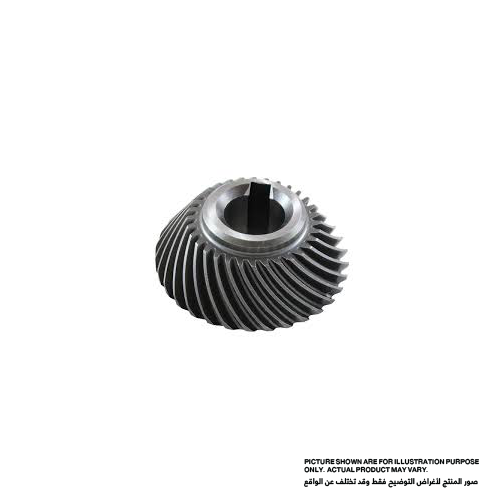 PICTURE SHOWN ARE FOR ILLUSTRATION PURPOSE
ONLY. ACTUAL PRODUCT MAY VARY.
صور المنتج لأغراض التوضيح فقط وقد تختلف عن الواقع